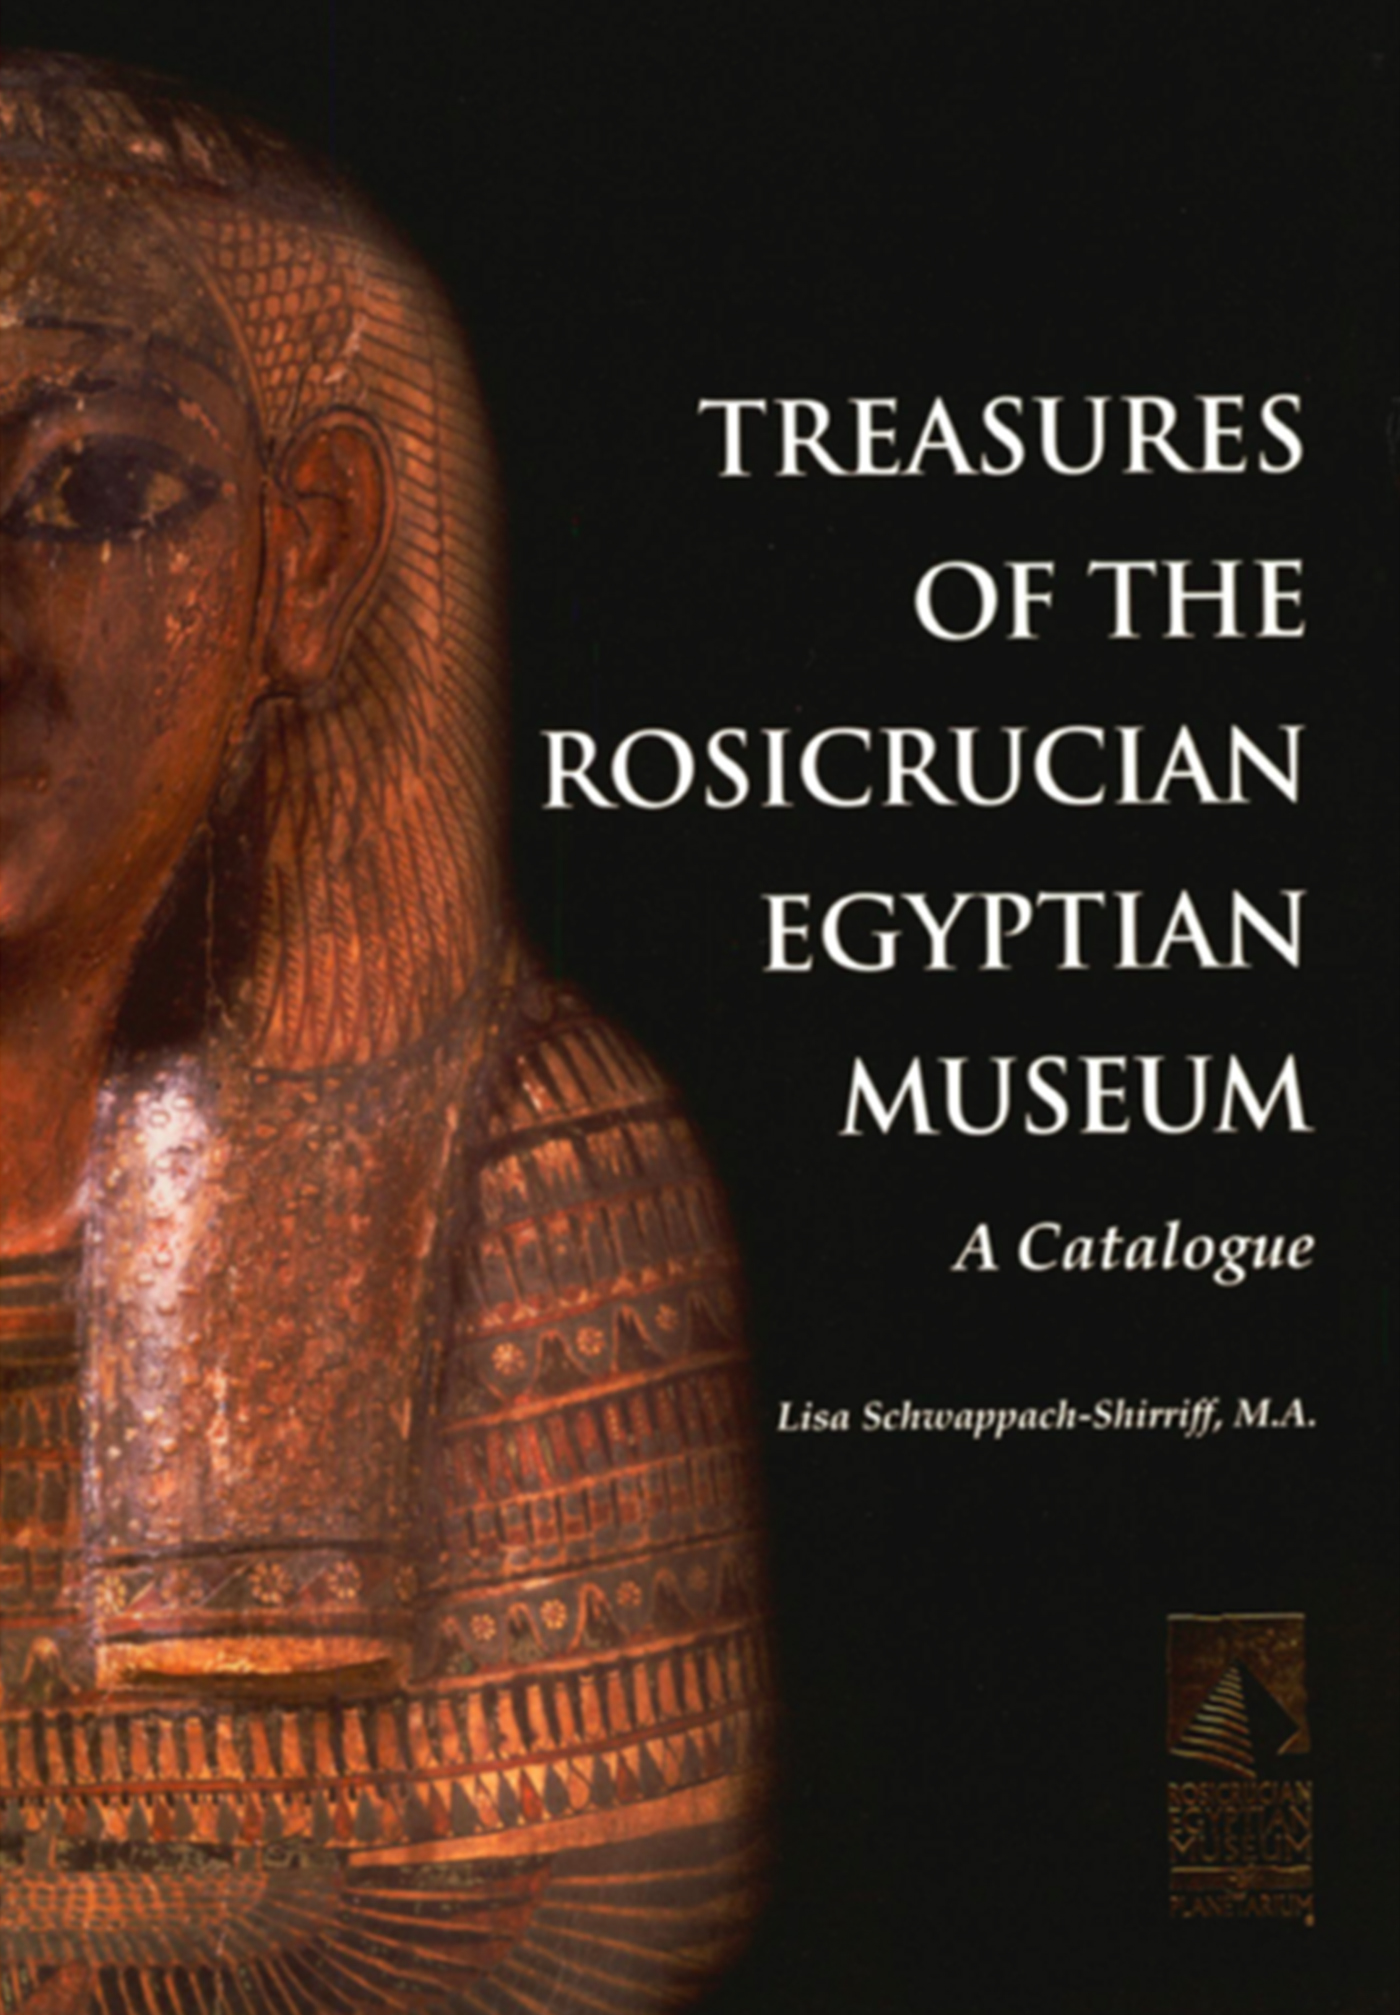 TREASURES
OF THE
ROSICRUCIAN
EGYPTIAN
MUSEUM
A Catalogue
Lisa Schwappach-Shirriff, M.A.
ROSICRUCIAN
EGYPTIAN
MUSEUM
PLANETARIUM